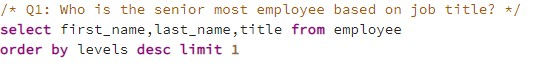 /* Q1: Who is the senior most employee based on job title? */
select first_name,last_name,title from employee
order by levels desc limit 1